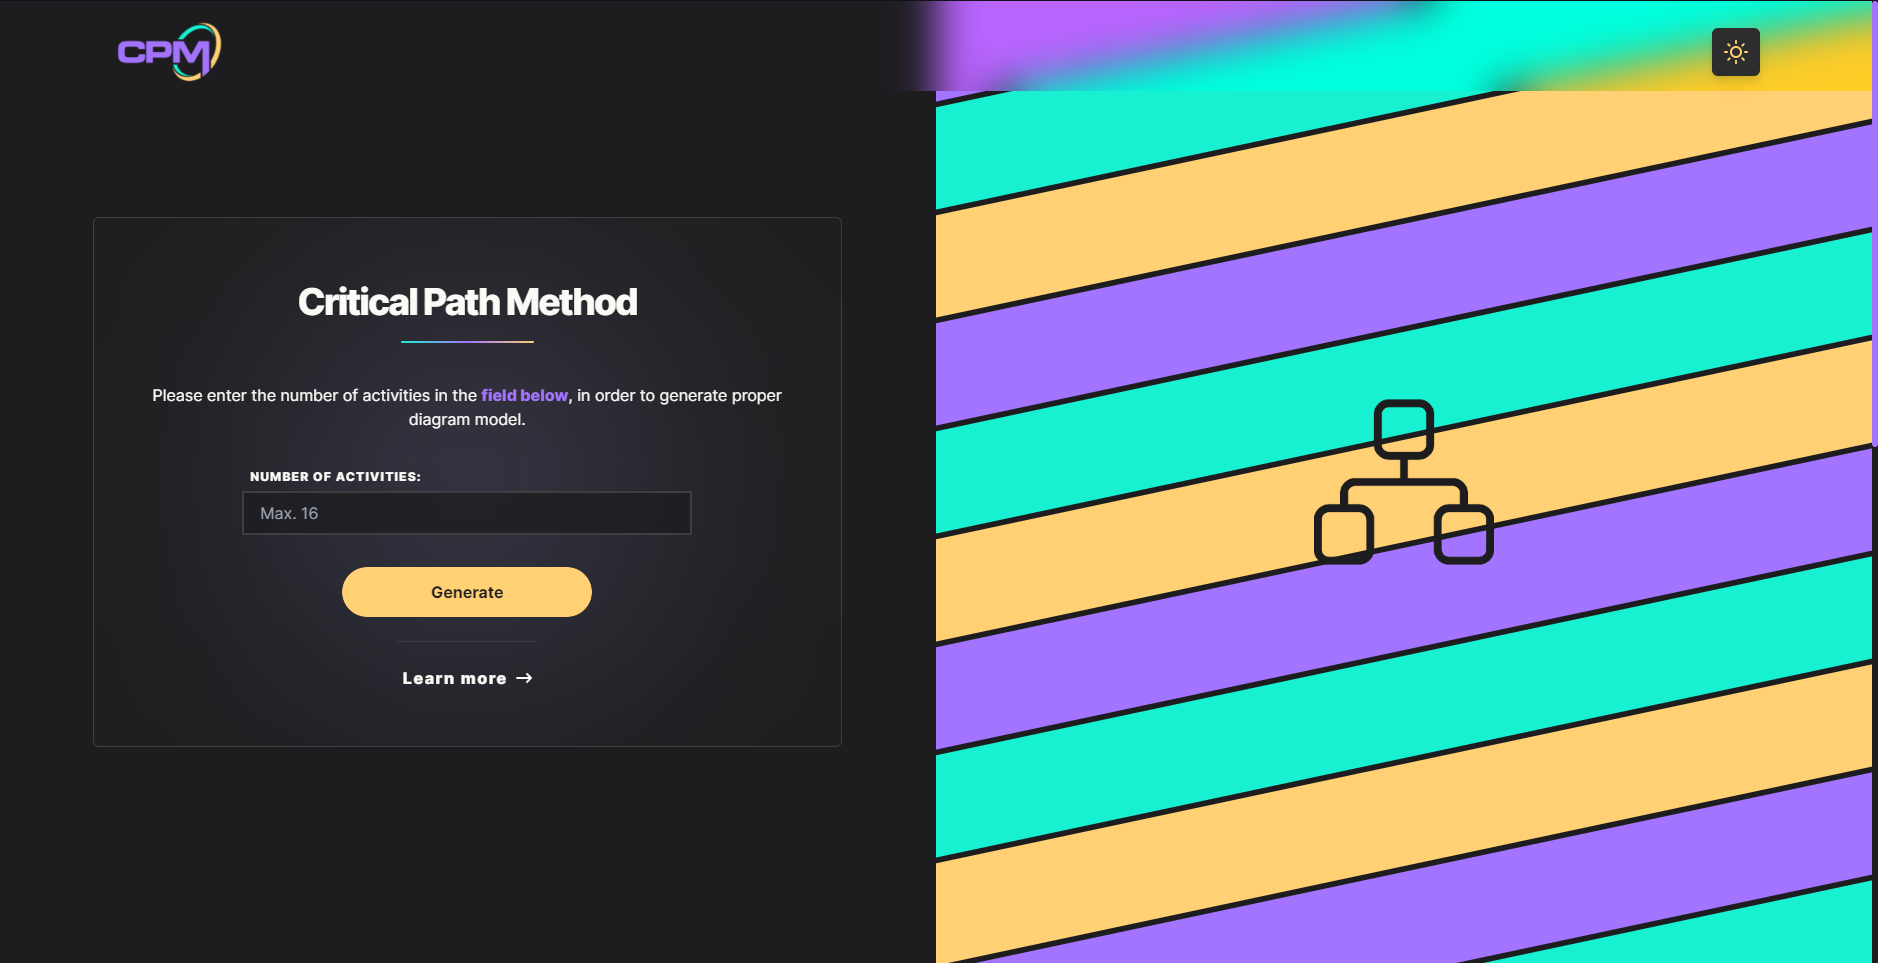 CPM
Critical Path Method
Please enter the number of activities in the field below, in order to generate proper
diagram model.
NUMBER OF ACTIVITIES:
Max. 16
Generate
Learn more →